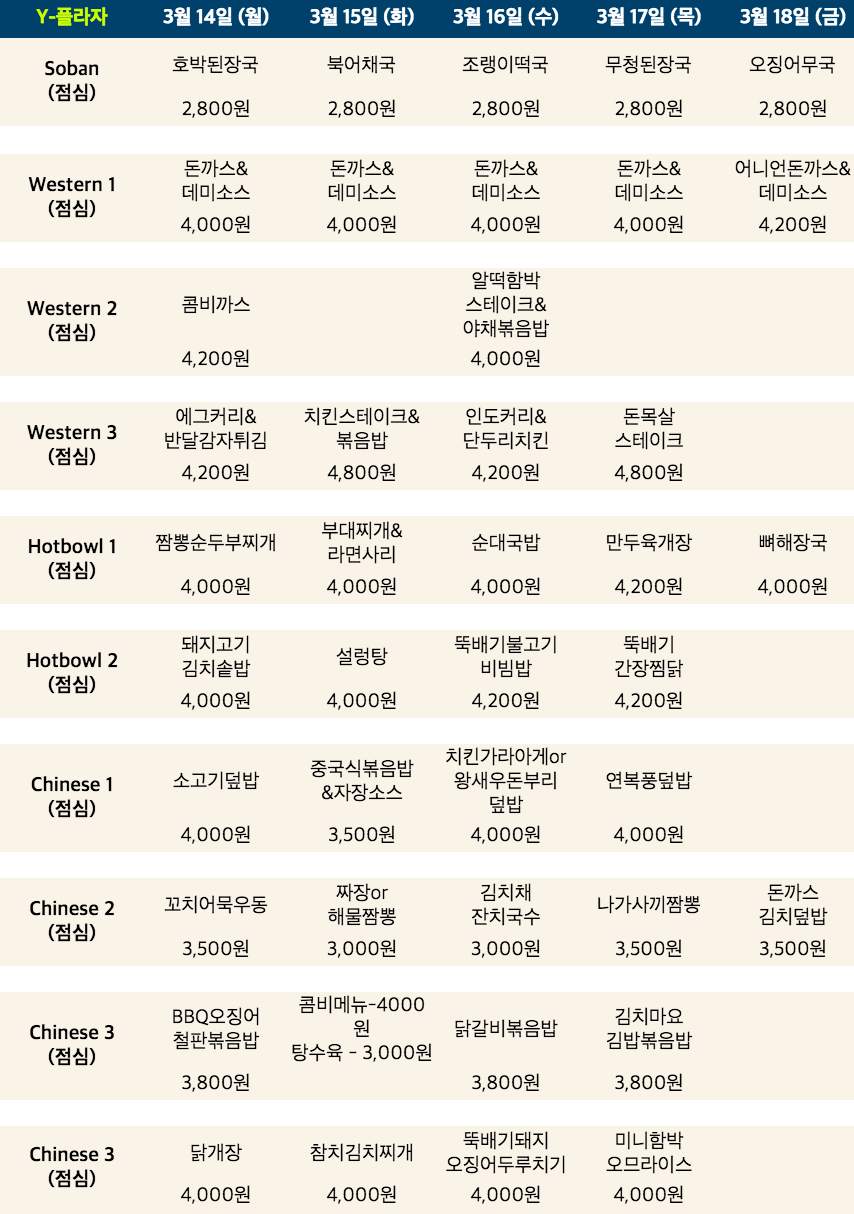 Y-플라자 3월 14일 (월) 3월 15일 (화) 3월 16일 (수) 3월 17일 (목) 3월 18일 (금)
Soban
(점심)
호박된장국 북어채국 조랭이떡국 무청된장국 오징어무국
2,800원 2,800원 2,800원 2,800원 2,800원
Western 1
(점심)
돈까스& 돈까스& 돈까스& 돈까스& 어니언돈까스&
데미소스 데미소스 데미소스 데미소스 데미소스
4,000원 4,000원 4,000원 4,000원 4,200원
Western 2
(점심)
콤비까스
4,200원
알떡함박
스테이크&
야채볶음밥
4,000원
Western 3
(점심)
에그커리& 치킨스테이크& 인도커리& 돈목살
반달감자튀김 볶음밥 단두리치킨 스테이크
4,200원 4,800원 4,200원 4,800원
Hotbowl 1
(점심)
짬뽕순두부찌개
부대찌개&
라면사리
순대국밥 만두육개장 뼈해장국
4,000원 4,000원 4,000원 4,200원 4,000원
Hotbowl 2
(점심)
돼지고기
김치솥밥
설렁탕
뚝배기불고기
비빔밥
뚝배기
간장찜닭
4,000원 4,000원 4,200원 4,200원
Chinese 1
(점심)
소고기덮밥
중국식볶음밥
&자장소스
치킨가라아게or
왕새우돈부리
덮밥
연복풍덮밥
4,000원 3,500원 4,000원 4,000원
Chinese 2
(점심)
꼬치어묵우동
짜장or
해물짬뽕
김치채
잔치국수
나가사끼짬뽕
돈까스
김치덮밥
3,500원 3,000원 3,000원 3,500원 3,500원
Chinese 3
(점심)
BBQ오징어
철판볶음밥
콤비메뉴-4000
원
탕수육 - 3,000원
닭갈비볶음밥
김치마요
김밥볶음밥
3,800원 3,800원 3,800원
Chinese 3
(점심)
닭개장 참치김치찌개
뚝배기돼지
오징어두루치기
미니함박
오므라이스
4,000원 4,000원 4,000원 4,000원